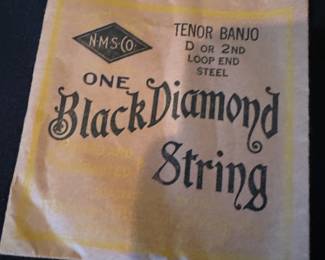 N.M.S.CO.
TENOR BANJO
D OR 2ND
LOOP END
STEEL
ONE
Black Diamond
String